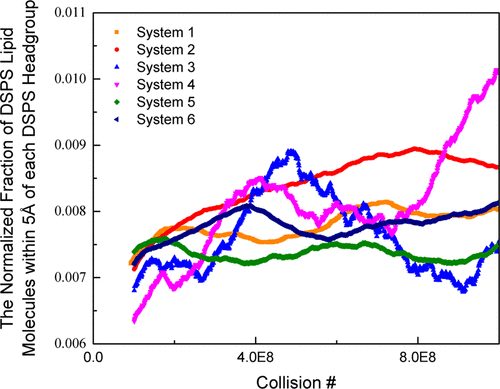 The Normalized Fraction of DSPS Lipid
Molecules within 5Å of each DSPS Headgroup
0.011
0.010
0.009
0.008
0.007
0.006
System 1
System 2
System 3
System 4
System 5
System 6
0.0
4.0E8
8.0E8
Collision #